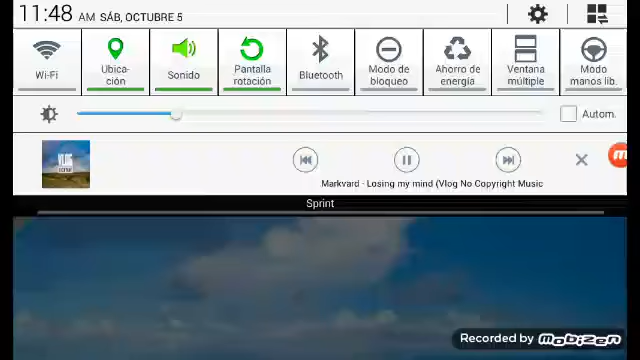 11:48 AM SÁB, OCTUBRE 5
Wi-Fi
Ubica-
ción
Sonido
Pantalla
rotación
Bluetooth
Modo de
bloqueo
Ahorro de
energía
Ventana
múltiple
Modo
manos lib.
Autom.
VLOG
Markvard - Losing my mind (Vlog No Copyright Music
Sprint
Recorded by Mobizen